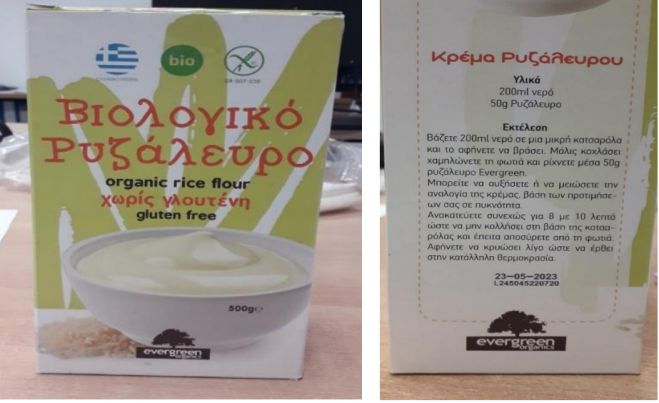 bio
Βιολογικό
Ρυζάλευρο
organic rice flour
χωρίς γλουτένη
gluten free
500g e
evergreen
organics
Κρέμα Ρυζάλευρου
Υλικά
200ml νερό
50g Ρυζάλευρο
Εκτέλεση
Βάζετε 200ml νερό σε μια μικρή κατσαρόλα
και το αφήνετε να βράσει. Μόλις κοχλάσει
χαμηλώνετε τη φωτιά και ρίχνετε μέσα 50g
ρυζάλευρο Evergreen.
Μπορείτε να αυξήσετε ή να μειώσετε την
αναλογία της κρέμας, βάση των προτιμήσε-
ων σας σε πυκνότητα.
Ανακατεύετε συνεχώς για 8 με 10 λεπτά
ώστε να μην κολλήσει στη βάση της κατσα-
ρόλας και έπειτα αποσύρετε από τη φωτιά.
Αφήνετε να κρυώσει λίγο ώστε να έρθει
στην κατάλληλη θερμοκρασία.
23-05-2023
L245045220720
evergreen
organics